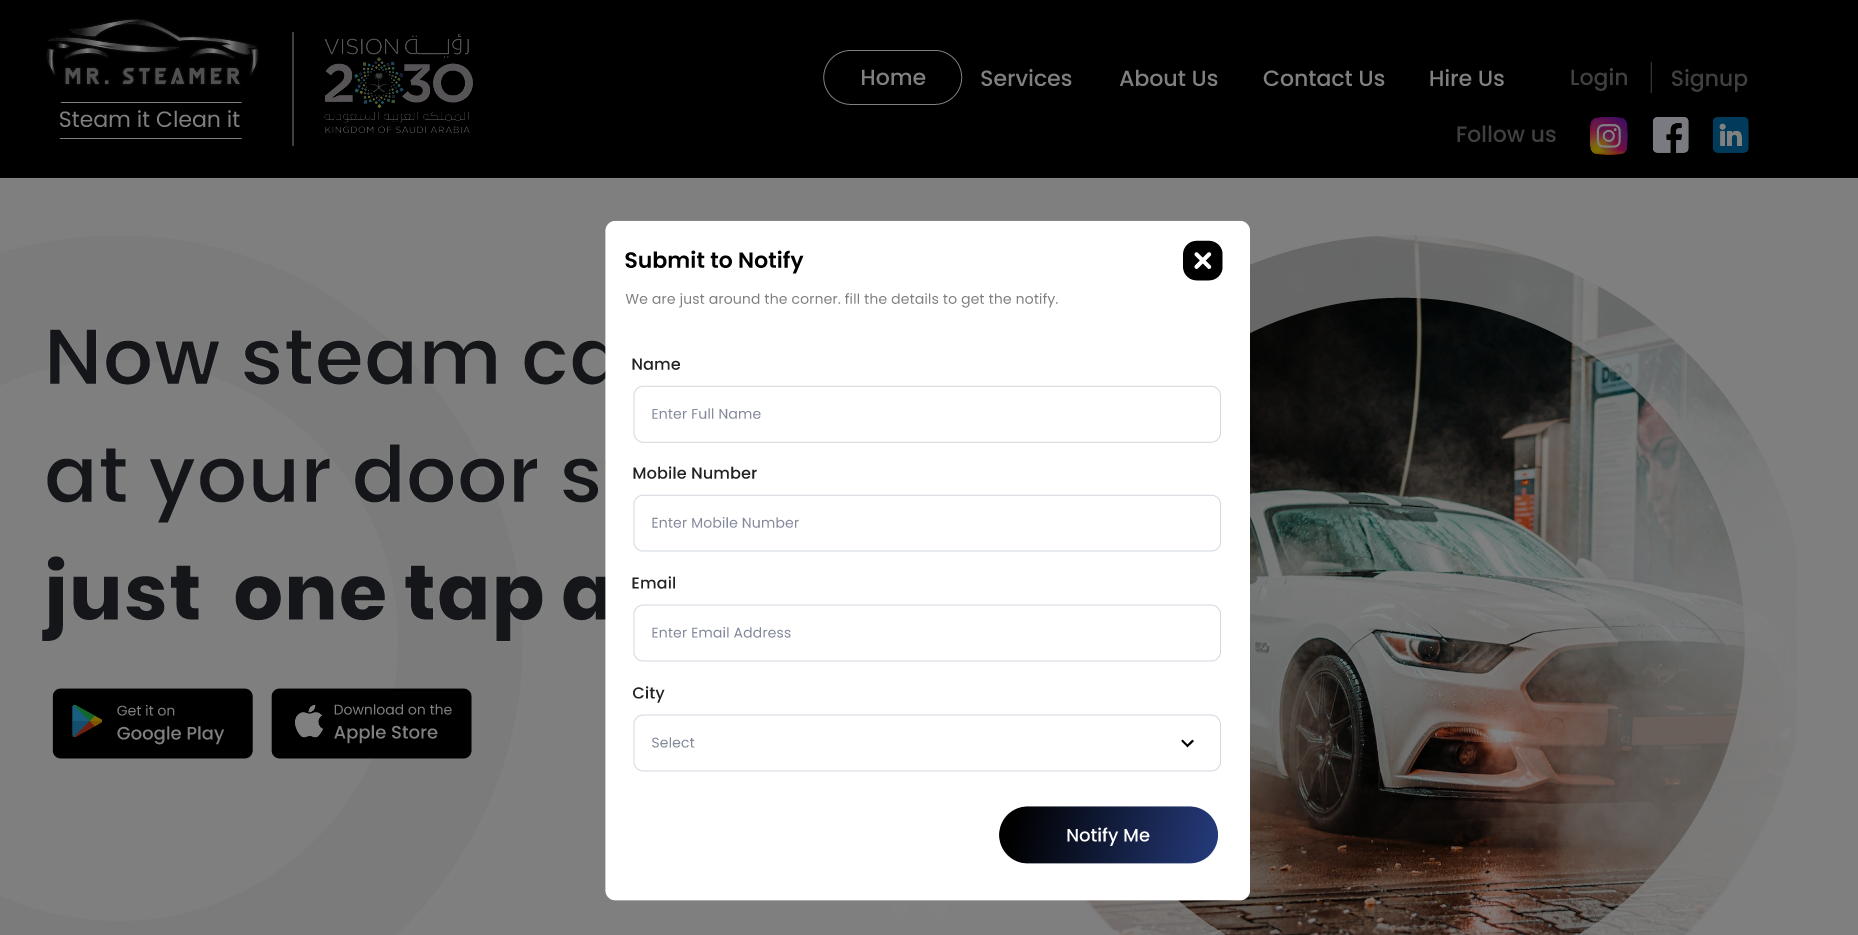 MR. STEAMER
Steam it Clean it
VISION رؤيــــة
2030
المملكة العربية السعودية
KINGDOM OF SAUDI ARABIA
Home
Services
About Us
Contact Us
Hire Us
Login
Signup
Follow us
in
Now steam ca
at your door s
just one tap a
Get it on
Google Play
Download on the
Apple Store
Submit to Notify
We are just around the corner. fill the details to get the notify.
Name
Enter Full Name
Mobile Number
Enter Mobile Number
Email
Enter Email Address
City
Select
Notify Me